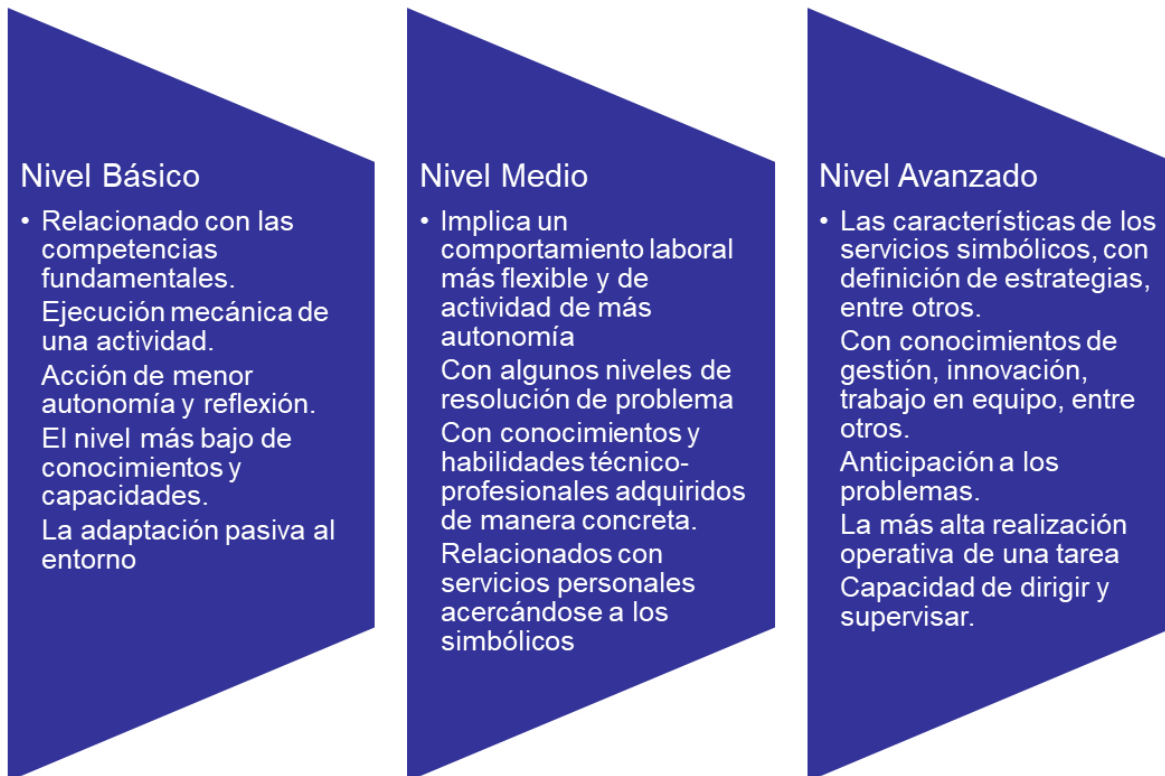 Nivel Básico
• Relacionado con las
competencias
fundamentales.
Ejecución mecánica de
una actividad.
Acción de menor
autonomía y reflexión.
El nivel más bajo de
conocimientos y
capacidades.
La adaptación pasiva al
entorno
Nivel Medio
• Implica un
comportamiento laboral
más flexible y de
actividad de más
autonomía
Con algunos niveles de
resolución de problema
Con conocimientos y
habilidades técnico-
profesionales adquiridos
de manera concreta.
Relacionados con
servicios personales
acercándose a los
simbólicos
Nivel Avanzado
• Las características de los
servicios simbólicos, con
definición de estrategias,
entre otros.
Con conocimientos de
gestión, innovación,
trabajo en equipo, entre
otros.
Anticipación a los
problemas.
La más alta realización
operativa de una tarea
Capacidad de dirigir y
supervisar.